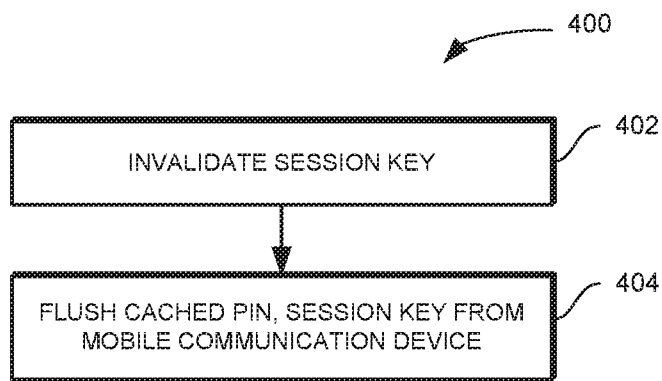 400
402
INVALIDATE SESSION KEY
404
FLUSH CACHED PIN, SESSION KEY FROM
MOBILE COMMUNICATION DEVICE